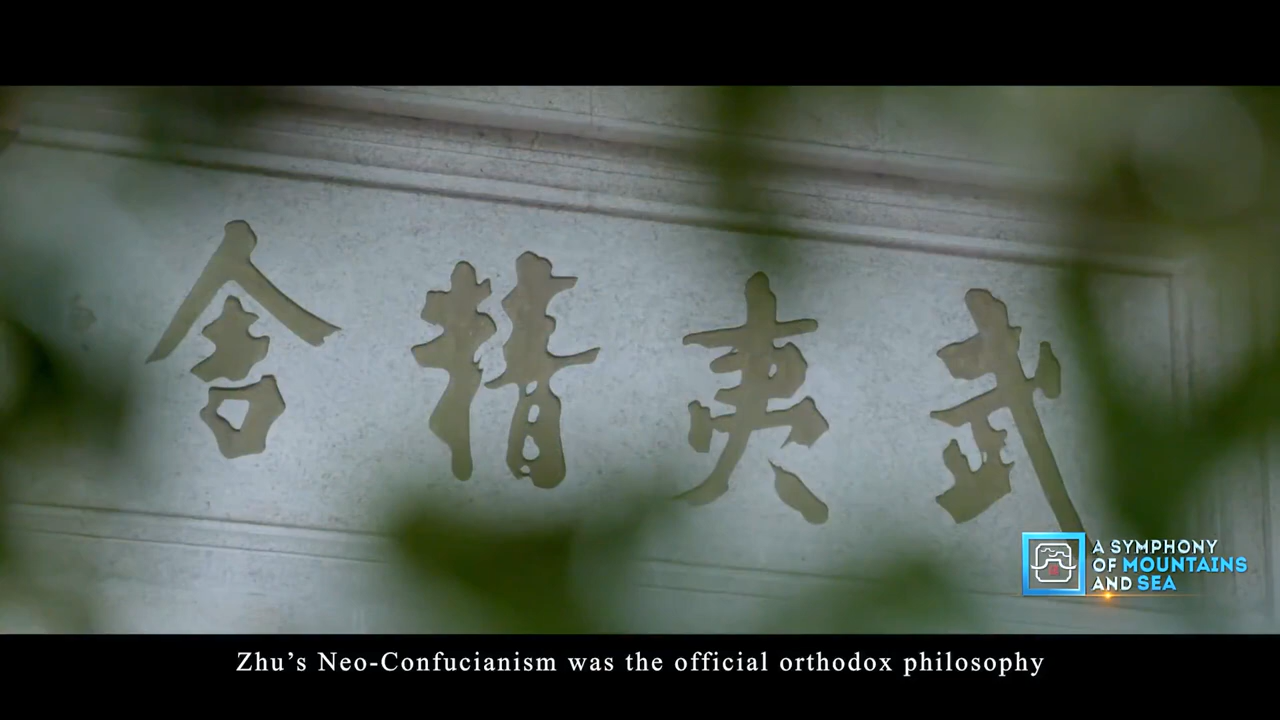 武夷精舍
A SYMPHONY
OF MOUNTAINS
AND SEA
Zhu’s Neo-Confucianism was the official orthodox philosophy